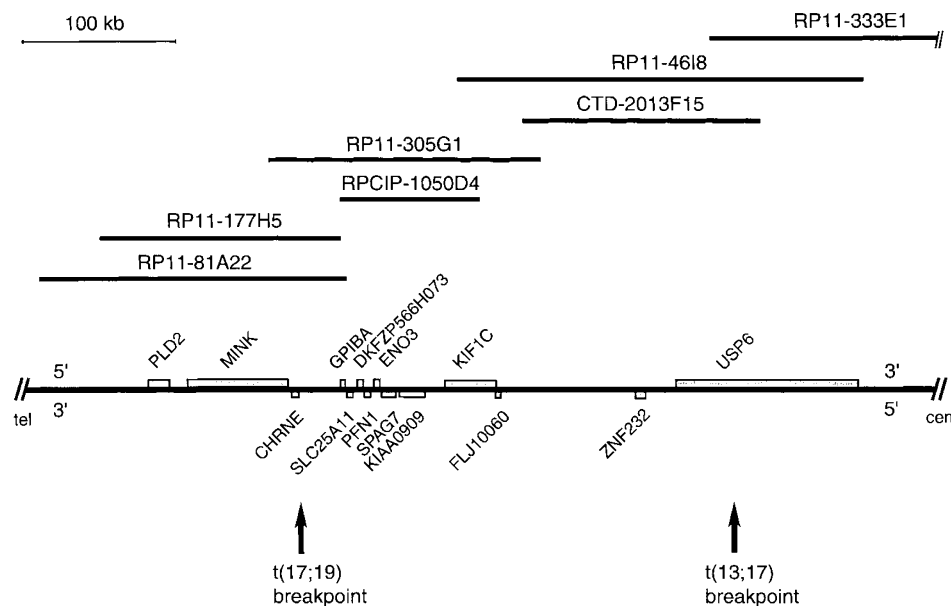 100 kb
RP11-333E1
RP11-46I8
CTD-2013F15
RP11-305G1
RPCIP-1050D4
RP11-177H5
RP11-81A22
PLD2
MINK
GPIBA
DKFZP566H073
ENO3
KIF1C
USP6
5'
3'
3'
5'
tel
cen
CHRNE
SLC25A11
PFN1
SPAG7
KIAA0909
FLJ10060
ZNF232
t(17;19)
breakpoint
t(13;17)
breakpoint